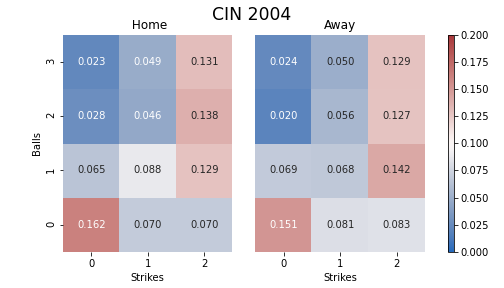 CIN 2004
Home Away
0.200
0.175
0.150
0.125
0.100
0.075
0.050
0.025
0.000
Balls
3 0.023 0.049 0.131 0.024 0.050 0.129
2 0.028 0.046 0.138 0.020 0.056 0.127
1 0.065 0.088 0.129 0.069 0.068 0.142
0 0.162 0.070 0.070 0.151 0.081 0.083
0 1 2 0 1 2
Strikes Strikes